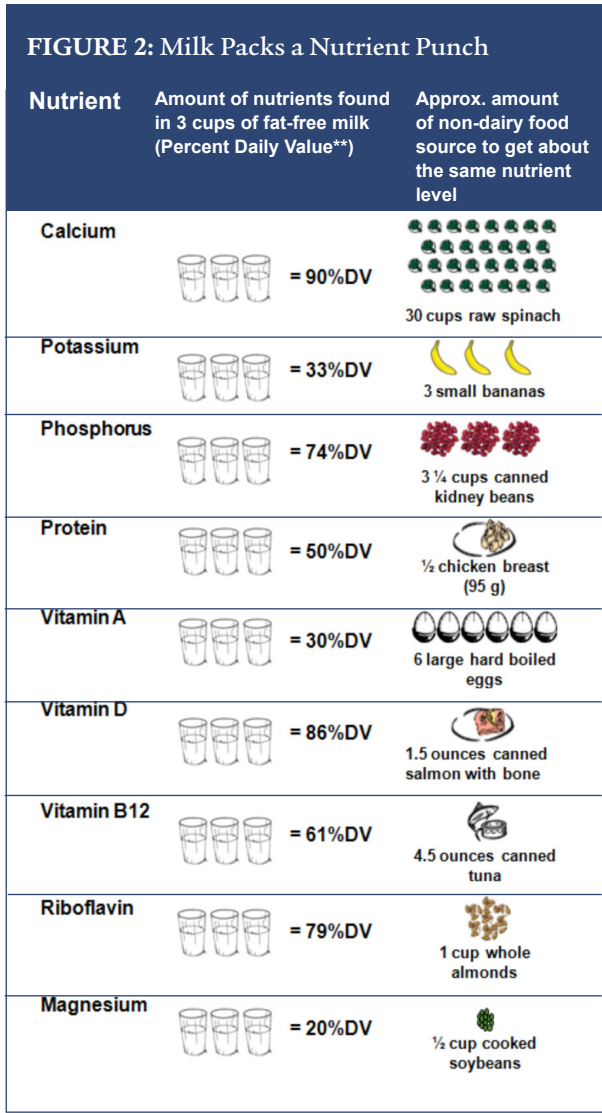 FIGURE 2: Milk Packs a Nutrient Punch
Nutrient
Amount of nutrients found
in 3 cups of fat-free milk
(Percent Daily Value**)
Approx. amount
of non-dairy food
source to get about
the same nutrient
level
Calcium
= 90%DV
30 cups raw spinach
Potassium
= 33%DV
3 small bananas
Phosphorus
= 74%DV
3 ¼ cups canned
kidney beans
Protein
= 50%DV
½ chicken breast
(95 g)
Vitamin A
= 30%DV
6 large hard boiled
eggs
Vitamin D
= 86%DV
1.5 ounces canned
salmon with bone
Vitamin B12
= 61%DV
4.5 ounces canned
tuna
Riboflavin
= 79%DV
1 cup whole
almonds
Magnesium
= 20%DV
½ cup cooked
soybeans